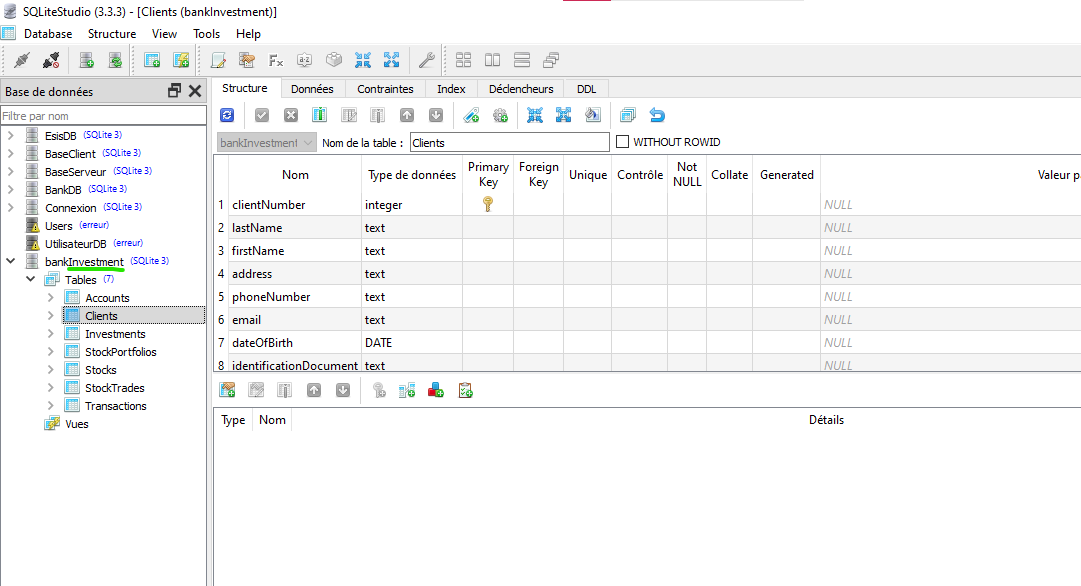 SQLiteStudio (3.3.3) - [Clients (bankInvestment)]
Database Structure View Tools Help
Base de données
Filtre par nom
EsisDB (SQLite 3)
BaseClient (SQLite 3)
BaseServeur (SQLite 3)
BankDB (SQLite 3)
Connexion (SQLite 3)
Users (erreur)
UtilisateurDB (erreur)
bankInvestment (SQLite 3)
Tables (7)
Accounts
Clients
Investments
StockPortfolios
Stocks
StockTrades
Transactions
Vues
Structure Données Contraintes Index Déclencheurs DDL
bankInvestment Nom de la table : Clients WITHOUT ROWID
Nom Type de données Primary Key Foreign Key Unique Contrôle Not NULL Collate Generated Valeur pa
1 clientNumber integer NULL
2 lastName text NULL
3 firstName text NULL
4 address text NULL
5 phoneNumber text NULL
6 email text NULL
7 dateOfBirth DATE NULL
8 identificationDocument text NULL
Type Nom Détails